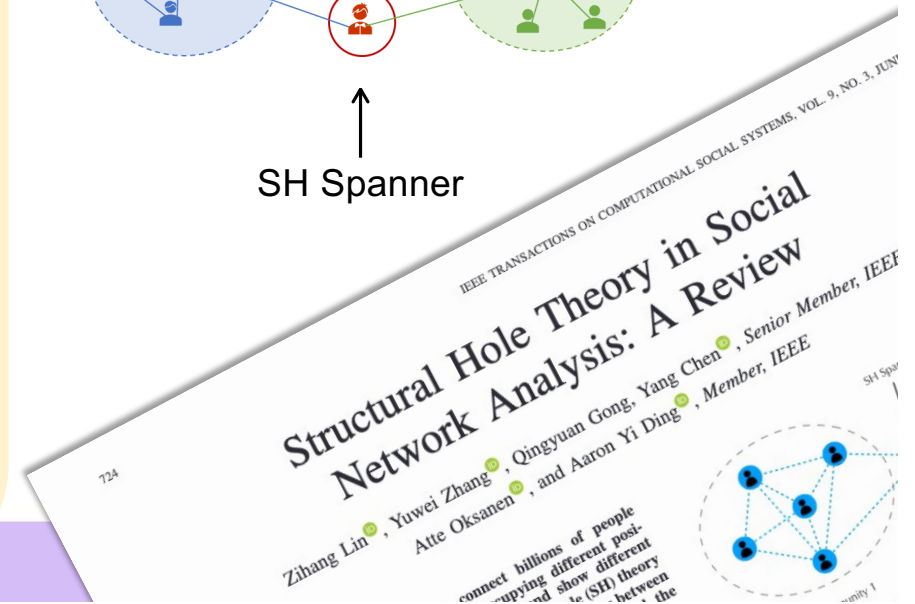 SH Spanner
IEEE TRANSACTIONS ON COMPUTATIONAL SOCIAL SYSTEMS, VOL. 9, NO. 3,
724
Structural Hole Theory in Social
Network Analysis: A Review
Zihang Lin, Yuwei Zhang, Qingyuan Gong, Yang Chen, Senior Member, IEEE
Atte Oksanen, and Aaron Yi Ding, Member, IEEE
connect billions of people
different posi-
show different
(SH) theory
between
the
SH